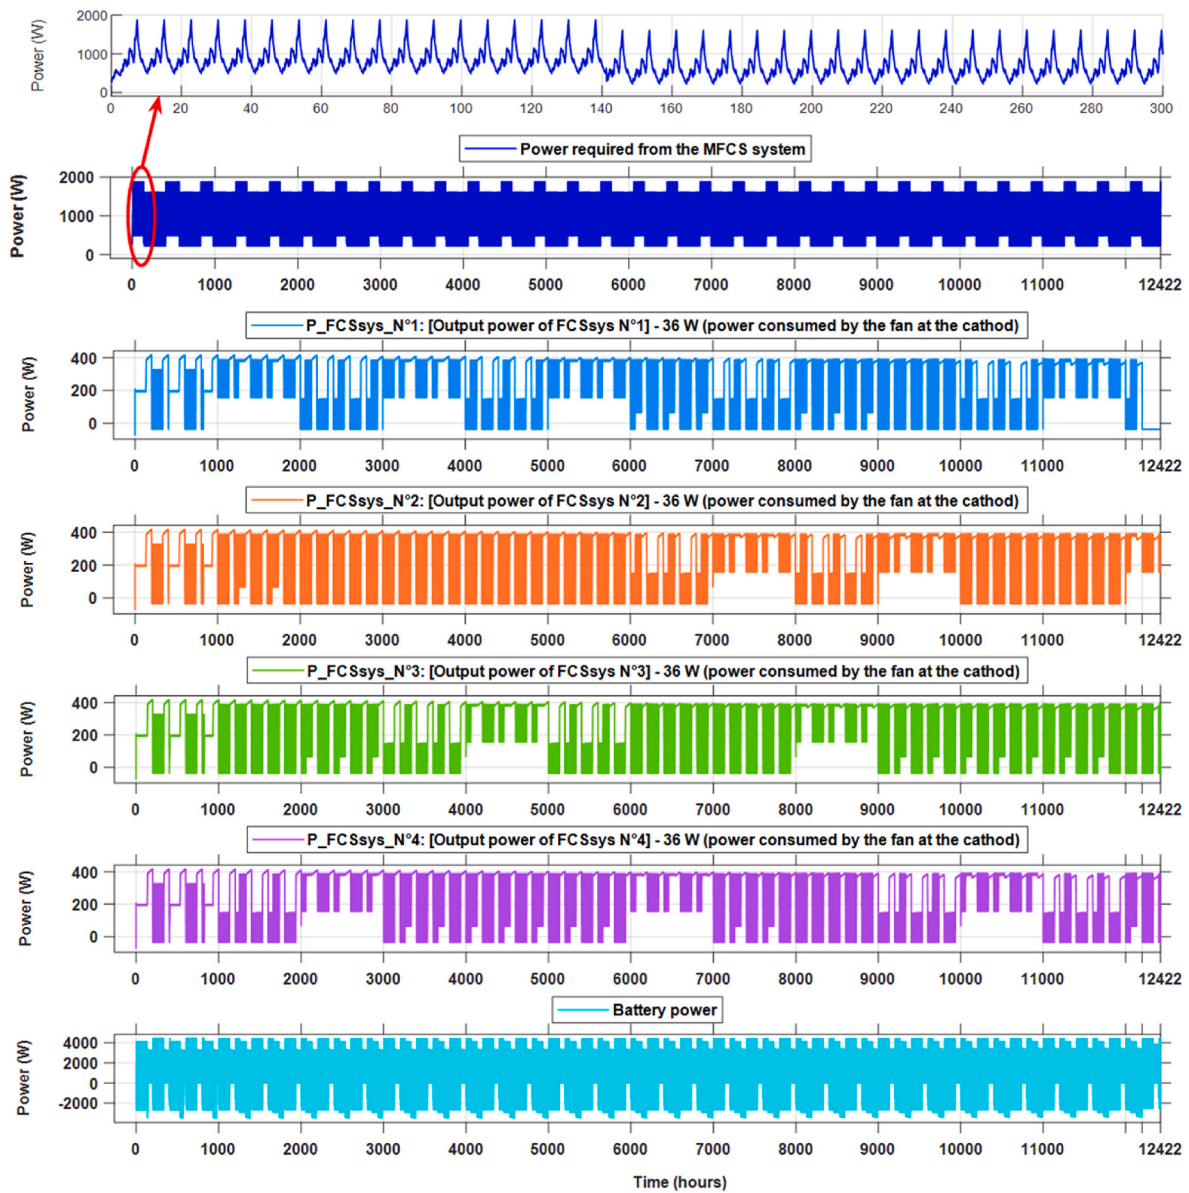 Power (W)
2000
1000
0
0 20 40 60 80 100 120 140 160 180 200 220 240 260 280 300
Power required from the MFCS system
Power (W)
2000
1000
0
0 1000 2000 3000 4000 5000 6000 7000 8000 9000 10000 11000 12422
P_FCSsys_N°1: [Output power of FCSsys N°1] - 36 W (power consumed by the fan at the cathod)
Power (W)
400
200
0
0 1000 2000 3000 4000 5000 6000 7000 8000 9000 10000 11000 12422
P_FCSsys_N°2: [Output power of FCSsys N°2] - 36 W (power consumed by the fan at the cathod)
Power (W)
400
200
0
0 1000 2000 3000 4000 5000 6000 7000 8000 9000 10000 11000 12422
P_FCSsys_N°3: [Output power of FCSsys N°3] - 36 W (power consumed by the fan at the cathod)
Power (W)
400
200
0
0 1000 2000 3000 4000 5000 6000 7000 8000 9000 10000 11000 12422
P_FCSsys_N°4: [Output power of FCSsys N°4] - 36 W (power consumed by the fan at the cathod)
Power (W)
400
200
0
0 1000 2000 3000 4000 5000 6000 7000 8000 9000 10000 11000 12422
Battery power
Power (W)
4000
2000
0
-2000
0 1000 2000 3000 4000 5000 6000 7000 8000 9000 10000 11000 12422
Time (hours)